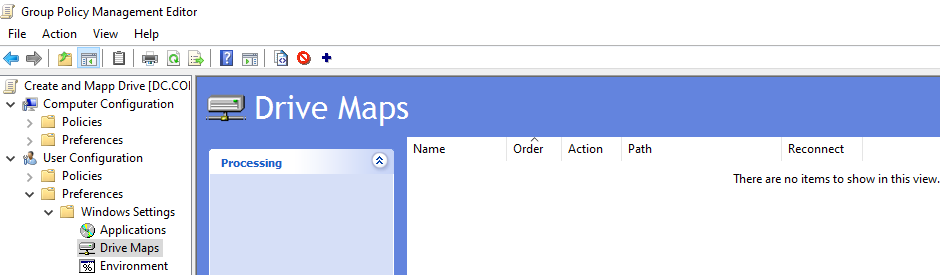 Group Policy Management Editor
File Action View Help
Create and Mapp Drive [DC.COI
Computer Configuration
Policies
Preferences
User Configuration
Policies
Preferences
Windows Settings
Applications
Drive Maps
Environment
Drive Maps
Processing
Name Order Action Path Reconnect
There are no items to show in this view.